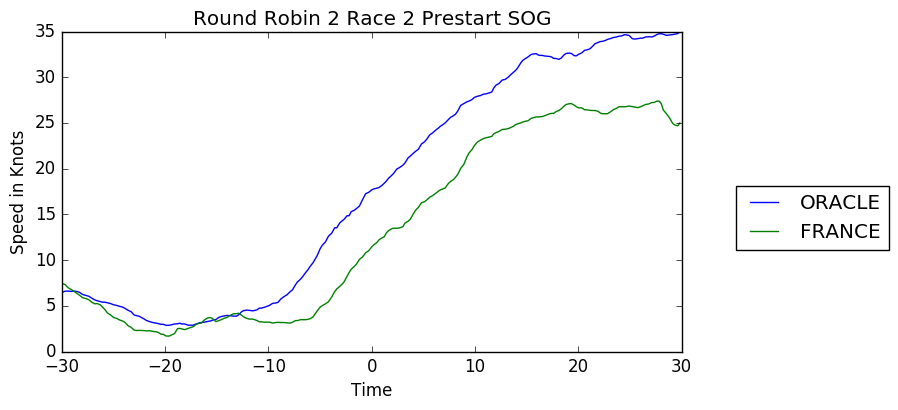 Round Robin 2 Race 2 Prestart SOG
35
30
25
20
15
10
5
0
Speed in Knots
−30 −20 −10 0 10 20 30
Time
ORACLE
FRANCE